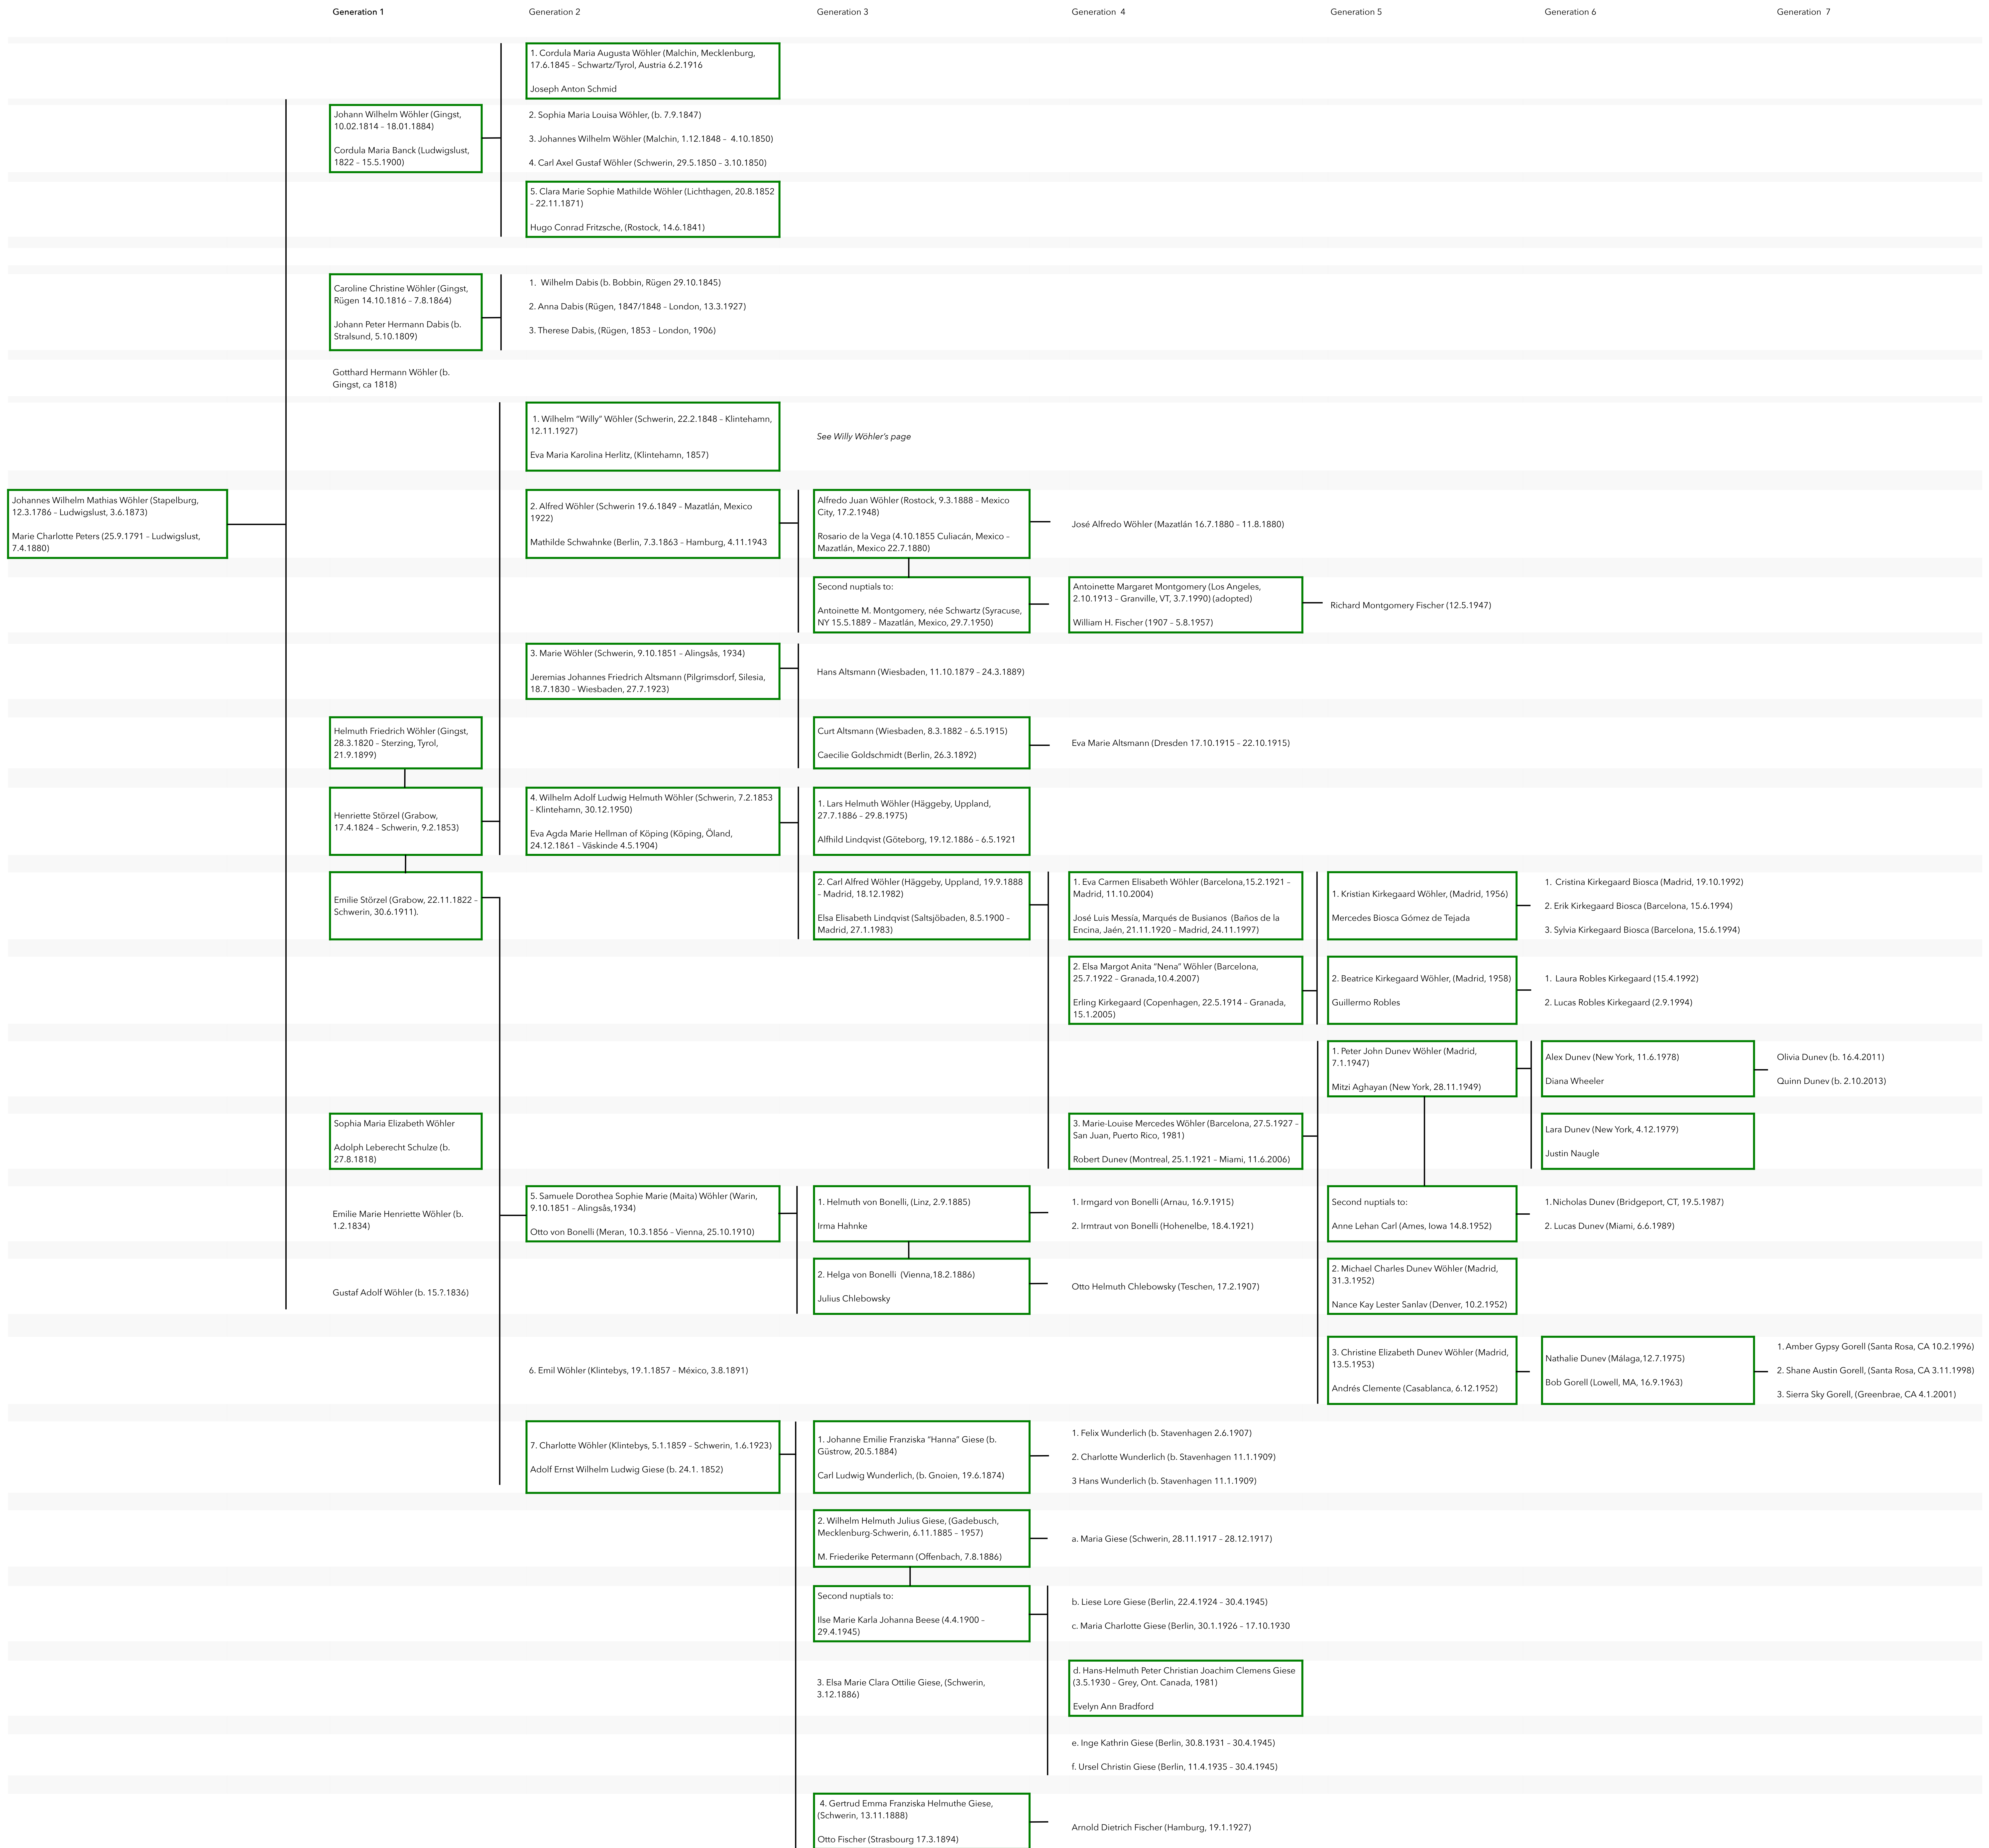 Generation 1
Generation 2
Generation 3
Generation  4
Generation 5
Generation 6
Generation  7
1. Cordula Maria Augusta Wöhler (Malchin, Mecklenburg,
17.6.1845 – Schwartz/Tyrol, Austria 6.2.1916
Joseph Anton Schmid
Johann Wilhelm Wöhler (Gingst,
10.02.1814 – 18.01.1884)
Cordula Maria Banck (Ludwigslust,
1822 – 15.5.1900)
2. Sophia Maria Louisa Wöhler, (b. 7.9.1847)
3. Johannes Wilhelm Wöhler (Malchin, 1.12.1848 –  4.10.1850)
4. Carl Axel Gustaf Wöhler (Schwerin, 29.5.1850 – 3.10.1850)
5. Clara Marie Sophie Mathilde Wöhler (Lichthagen, 20.8.1852
- 22.11.1871)
Hugo Conrad Fritzsche, (Rostock, 14.6.1841)
Caroline Christine Wöhler (Gingst,
Rügen 14.10.1816 – 7.8.1864)
Johann Peter Hermann Dabis (b.
Stralsund, 5.10.1809)
1.  Wilhelm Dabis (b. Bobbin, Rügen 29.10.1845)
2. Anna Dabis (Rügen, 1847/1848 – London, 13.3.1927)
3. Therese Dabis, (Rügen, 1853 – London, 1906)
Gotthard Hermann Wöhler (b.
Gingst, ca 1818)
1. Wilhelm "Willy" Wöhler (Schwerin, 22.2.1848 – Klintehamn,
12.11.1927)
Eva Maria Karolina Herlitz, (Klintehamn, 1857)
See Willy Wöhler's page
Johannes Wilhelm Mathias Wöhler (Stapelburg,
12.3.1786 – Ludwigslust, 3.6.1873)
Marie Charlotte Peters (25.9.1791 – Ludwigslust,
7.4.1880)
2. Alfred Wöhler (Schwerin 19.6.1849 – Mazatlán, Mexico
1922)
Mathilde Schwahnke (Berlín, 7.3.1863 – Hamburg, 4.11.1943
Alfredo Juan Wöhler (Rostock, 9.3.1888 – Mexico
City, 17.2.1948)
Rosario de la Vega (4.10.1855 Culiacán, Mexico –
Mazatlán, Mexico 22.7.1880)
José Alfredo Wöhler (Mazatlán 16.7.1880 – 11.8.1880)
Second nuptials to:
Antoinette M. Montgomery, née Schwartz (Syracuse,
NY 15.5.1889 - Mazatlán, Mexico, 29.7.1950)
Antoinette Margaret Montgomery (Los Angeles,
2.10.1913 – Granville, VT, 3.7.1990) (adopted)
William H. Fischer (1907 – 5.8.1957)
Richard Montgomery Fischer (12.5.1947)
3. Marie Wöhler (Schwerin, 9.10.1851 – Alingsås, 1934)
Jeremias Johannes Friedrich Altsmann (Pilgrimsdorf, Silesia,
18.7.1830 – Wiesbaden, 27.7.1923)
Hans Altsmann (Wiesbaden, 11.10.1879 - 24.3.1889)
Helmuth Friedrich Wöhler (Gingst,
28.3.1820 – Sterzing, Tyrol,
21.9.1899)
Curt Altsmann (Wiesbaden, 8.3.1882 – 6.5.1915)
Caecilie Goldschmidt (Berlin, 26.3.1892)
Eva Marie Altsmann (Dresden 17.10.1915 – 22.10.1915)
Henriette Störzel (Grabow,
17.4.1824 – Schwerin, 9.2.1853)
4. Wilhelm Adolf Ludwig Helmuth Wöhler (Schwerin, 7.2.1853
- Klintehamn, 30.12.1950)
Eva Agda Marie Hellman of Köping (Köping, Öland,
24.12.1861 – Väskinde 4.5.1904)
1. Lars Helmuth Wöhler (Häggeby, Uppland,
27.7.1886 - 29.8.1975)
Alfhild Lindqvist (Göteborg, 19.12.1886 – 6.5.1921
Emilie Störzel (Grabow, 22.11.1822 –
Schwerin, 30.6.1911).
2. Carl Alfred Wöhler (Häggeby, Uppland, 19.9.1888
– Madrid, 18.12.1982)
Elsa Elisabeth Lindqvist (Saltsjöbaden, 8.5.1900 –
Madrid, 27.1.1983)
1. Eva Carmen Elisabeth Wöhler (Barcelona,15.2.1921 –
Madrid, 11.10.2004)
José Luis Messía, Marqués de Busianos  (Baños de la
Encina, Jaén, 21.11.1920 – Madrid, 24.11.1997)
1. Kristian Kirkegaard Wöhler, (Madrid, 1956)
Mercedes Biosca Gómez de Tejada
1.  Cristina Kirkegaard Biosca (Madrid, 19.10.1992)
2. Erik Kirkegaard Biosca (Barcelona, 15.6.1994)
3. Sylvia Kirkegaard Biosca (Barcelona, 15.6.1994)
2. Elsa Margot Anita "Nena" Wöhler (Barcelona,
25.7.1922 – Granada,10.4.2007)
Erling Kirkegaard (Copenhagen, 22.5.1914 – Granada,
15.1.2005)
2. Beatrice Kirkegaard Wöhler, (Madrid, 1958)
Guillermo Robles
1.  Laura Robles Kirkegaard (15.4.1992)
2. Lucas Robles Kirkegaard (2.9.1994)
1. Peter John Dunev Wöhler (Madrid,
7.1.1947)
Mitzi Aghayan (New York, 28.11.1949)
Alex Dunev (New York, 11.6.1978)
Diana Wheeler
Olivia Dunev (b. 16.4.2011)
Quinn Dunev (b. 2.10.2013)
Sophia Maria Elizabeth Wöhler
Adolph Leberecht Schulze (b.
27.8.1818)
3. Marie-Louise Mercedes Wöhler (Barcelona, 27.5.1927 –
San Juan, Puerto Rico, 1981)
Robert Dunev (Montreal, 25.1.1921 – Miami, 11.6.2006)
Lara Dunev (New York, 4.12.1979)
Justin Naugle
Emilie Marie Henriette Wöhler (b.
1.2.1834)
5. Samuele Dorothea Sophie Marie (Maita) Wöhler (Warin,
9.10.1851 – Alingsås,1934)
Otto von Bonelli (Meran, 10.3.1856 – Vienna, 25.10.1910)
1. Helmuth von Bonelli, (Linz, 2.9.1885)
Irma Hahnke
1. Irmgard von Bonelli (Arnau, 16.9.1915)
2. Irmtraut von Bonelli (Hohenelbe, 18.4.1921)
Second nuptials to:
Anne Lehan Carl (Ames, Iowa 14.8.1952)
1.Nicholas Dunev (Bridgeport, CT, 19.5.1987)
2. Lucas Dunev (Miami, 6.6.1989)
Gustaf Adolf Wöhler (b. 15.?.1836)
2. Helga von Bonelli  (Vienna,18.2.1886)
Julius Chlebowsky
Otto Helmuth Chlebowsky (Teschen, 17.2.1907)
2. Michael Charles Dunev Wöhler (Madrid,
31.3.1952)
Nance Kay Lester Sanlav (Denver, 10.2.1952)
6. Emil Wöhler (Klintebys, 19.1.1857 – México, 3.8.1891)
3. Christine Elizabeth Dunev Wöhler (Madrid,
13.5.1953)
Andrés Clemente (Casablanca, 6.12.1952)
Nathalie Dunev (Málaga,12.7.1975)
Bob Gorell (Lowell, MA, 16.9.1963)
1. Amber Gypsy Gorell (Santa Rosa, CA 10.2.1996)
2. Shane Austin Gorell, (Santa Rosa, CA 3.11.1998)
3. Sierra Sky Gorell, (Greenbrae, CA 4.1.2001)
7. Charlotte Wöhler (Klintebys, 5.1.1859 – Schwerin, 1.6.1923)
Adolf Ernst Wilhelm Ludwig Giese (b. 24.1. 1852)
1. Johanne Emilie Franziska "Hanna" Giese (b.
Güstrow, 20.5.1884)
Carl Ludwig Wunderlich, (b. Gnoien, 19.6.1874)
1. Felix Wunderlich (b. Stavenhagen 2.6.1907)
2. Charlotte Wunderlich (b. Stavenhagen 11.1.1909)
3 Hans Wunderlich (b. Stavenhagen 11.1.1909)
2. Wilhelm Helmuth Julius Giese, (Gadebusch,
Mecklenburg-Schwerin, 6.11.1885 – 1957)
M. Friederike Petermann (Offenbach, 7.8.1886)
a. Maria Giese (Schwerin, 28.11.1917 – 28.12.1917)
Second nuptials to:
Ilse Marie Karla Johanna Beese (4.4.1900 –
29.4.1945)
b. Liese Lore Giese (Berlin, 22.4.1924 - 30.4.1945)
c. Maria Charlotte Giese (Berlin, 30.1.1926 – 17.10.1930
3. Elsa Marie Clara Ottilie Giese, (Schwerin,
3.12.1886)
d. Hans-Helmuth Peter Christian Joachim Clemens Giese
(3.5.1930 – Grey, Ont. Canada, 1981)
Evelyn Ann Bradford
e. Inge Kathrin Giese (Berlin, 30.8.1931 – 30.4.1945)
f. Ursel Christin Giese (Berlin, 11.4.1935 – 30.4.1945)
4. Gertrud Emma Franziska Helmuthe Giese,
(Schwerin, 13.11.1888)
Otto Fischer (Strasbourg 17.3.1894)
Arnold Dietrich Fischer (Hamburg, 19.1.1927)